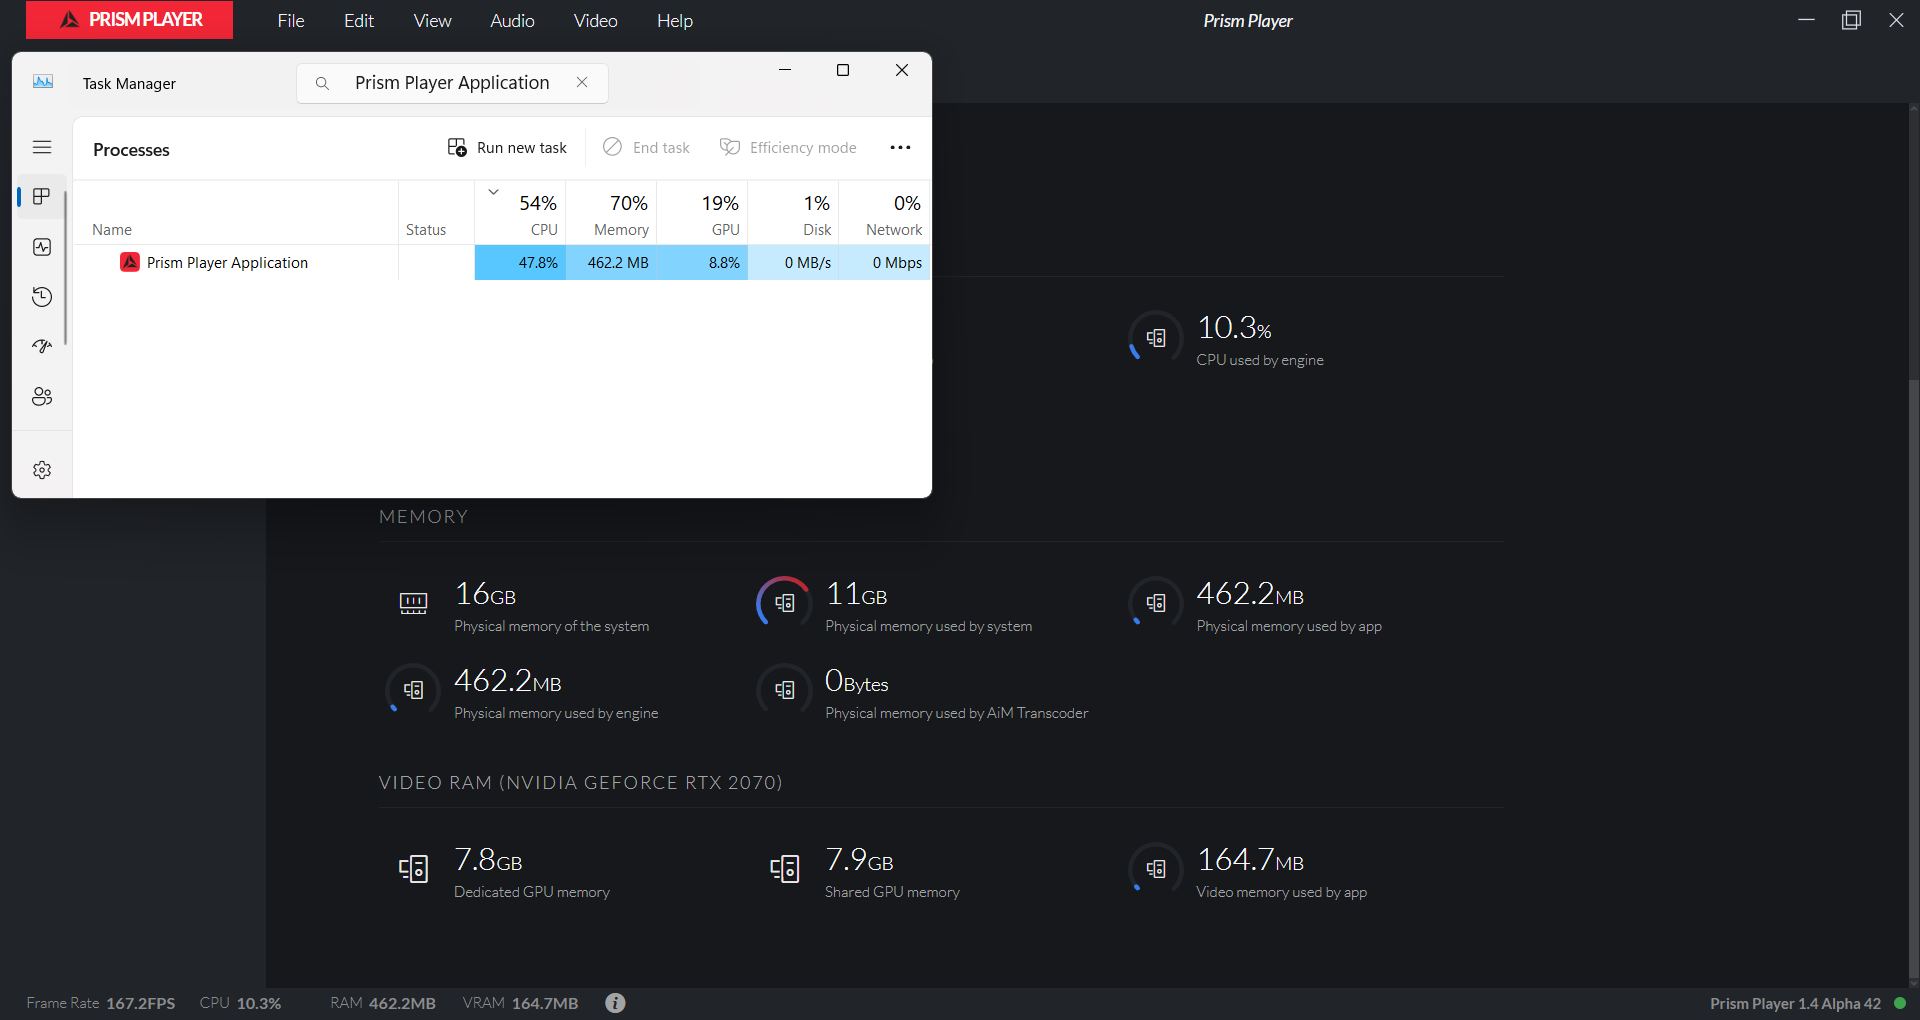 PRISM PLAYER File Edit View Audio Video Help Prism Player
Task Manager Prism Player Application
Processes Run new task End task Efficiency mode
54% 70% 19% 1% 0%
Name Status CPU Memory GPU Disk Network
Prism Player Application 47.8% 462.2 MB 8.8% 0 MB/s 0 Mbps
10.3%
CPU used by engine
MEMORY
16GB 11GB 462.2MB
Physical memory of the system Physical memory used by system Physical memory used by app
462.2MB 0Bytes
Physical memory used by engine Physical memory used by AiM Transcoder
VIDEO RAM (NVIDIA GEFORCE RTX 2070)
7.8GB 7.9GB 164.7MB
Dedicated GPU memory Shared GPU memory Video memory used by app
Frame Rate 167.2FPS CPU 10.3% RAM 462.2MB VRAM 164.7MB Prism Player 1.4 Alpha 42